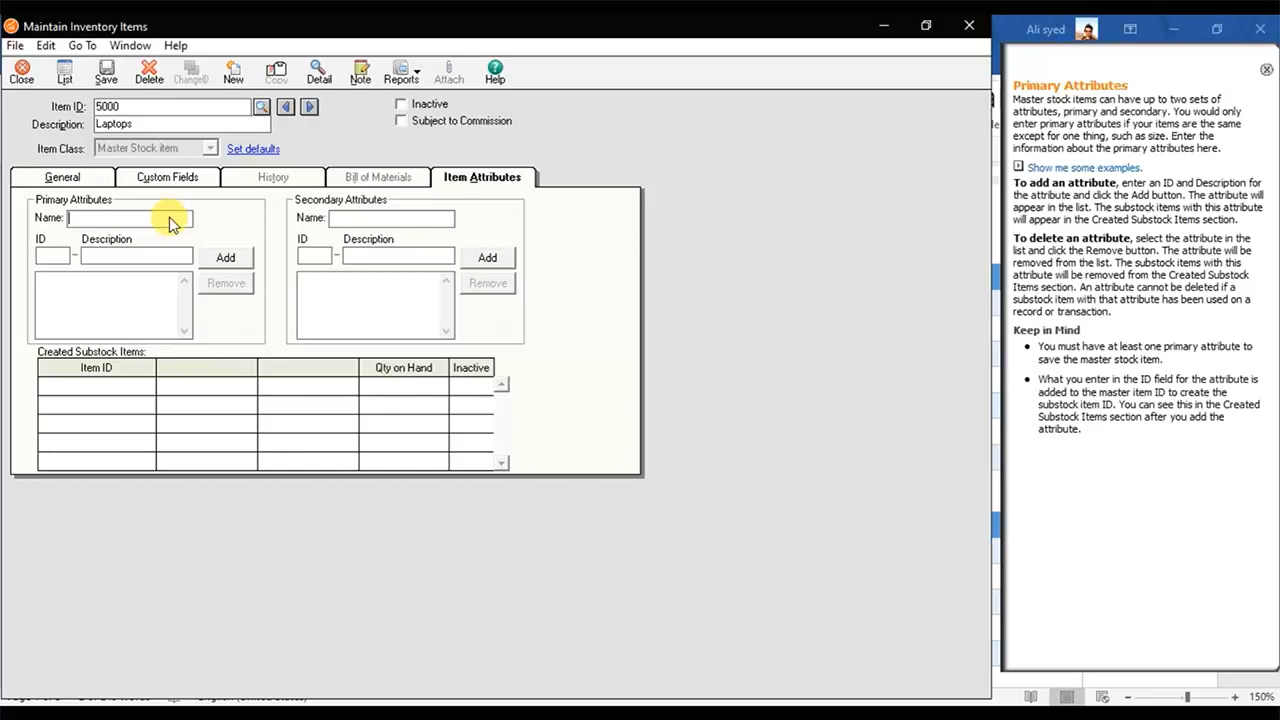 Maintain Inventory Items
File Edit Go To Window Help
Close List Save Delete ChangeID New Copy Detail Note Reports Attach Help
Item ID: 5000
Inactive
Description: Laptops
Subject to Commission
Item Class: Master Stock item Set defaults
General Custom Fields History Bill of Materials Item Attributes
Primary Attributes Secondary Attributes
Name: Name:
ID Description ID Description
– Add – Add
Remove Remove
Created Substock Items:
Item ID Qty on Hand Inactive
Ali syed
Primary Attributes
Master stock items can have up to two sets of
attributes, primary and secondary. You would only
enter primary attributes if your items are the same
except for one thing, such as size. Enter the
information about the primary attributes here.
Show me some examples.
To add an attribute, enter an ID and Description for
the attribute and click the Add button. The attribute
will appear in the list. The substock items with this attribute
will appear in the Created Substock Items section.
To delete an attribute, select the attribute in the
list and click the Remove button. The attribute will be
removed from the list. The substock items with this
attribute will be removed from the Created Substock
Items section. An attribute cannot be deleted if a
substock item with that attribute has been used on a
record or transaction.
Keep in Mind
• You must have at least one primary attribute to
save the master stock item.
• What you enter in the ID field for the attribute is
added to the master item ID to create the
substock item ID. You can see this in the Created
Substock Items section after you add the
attribute.
150%